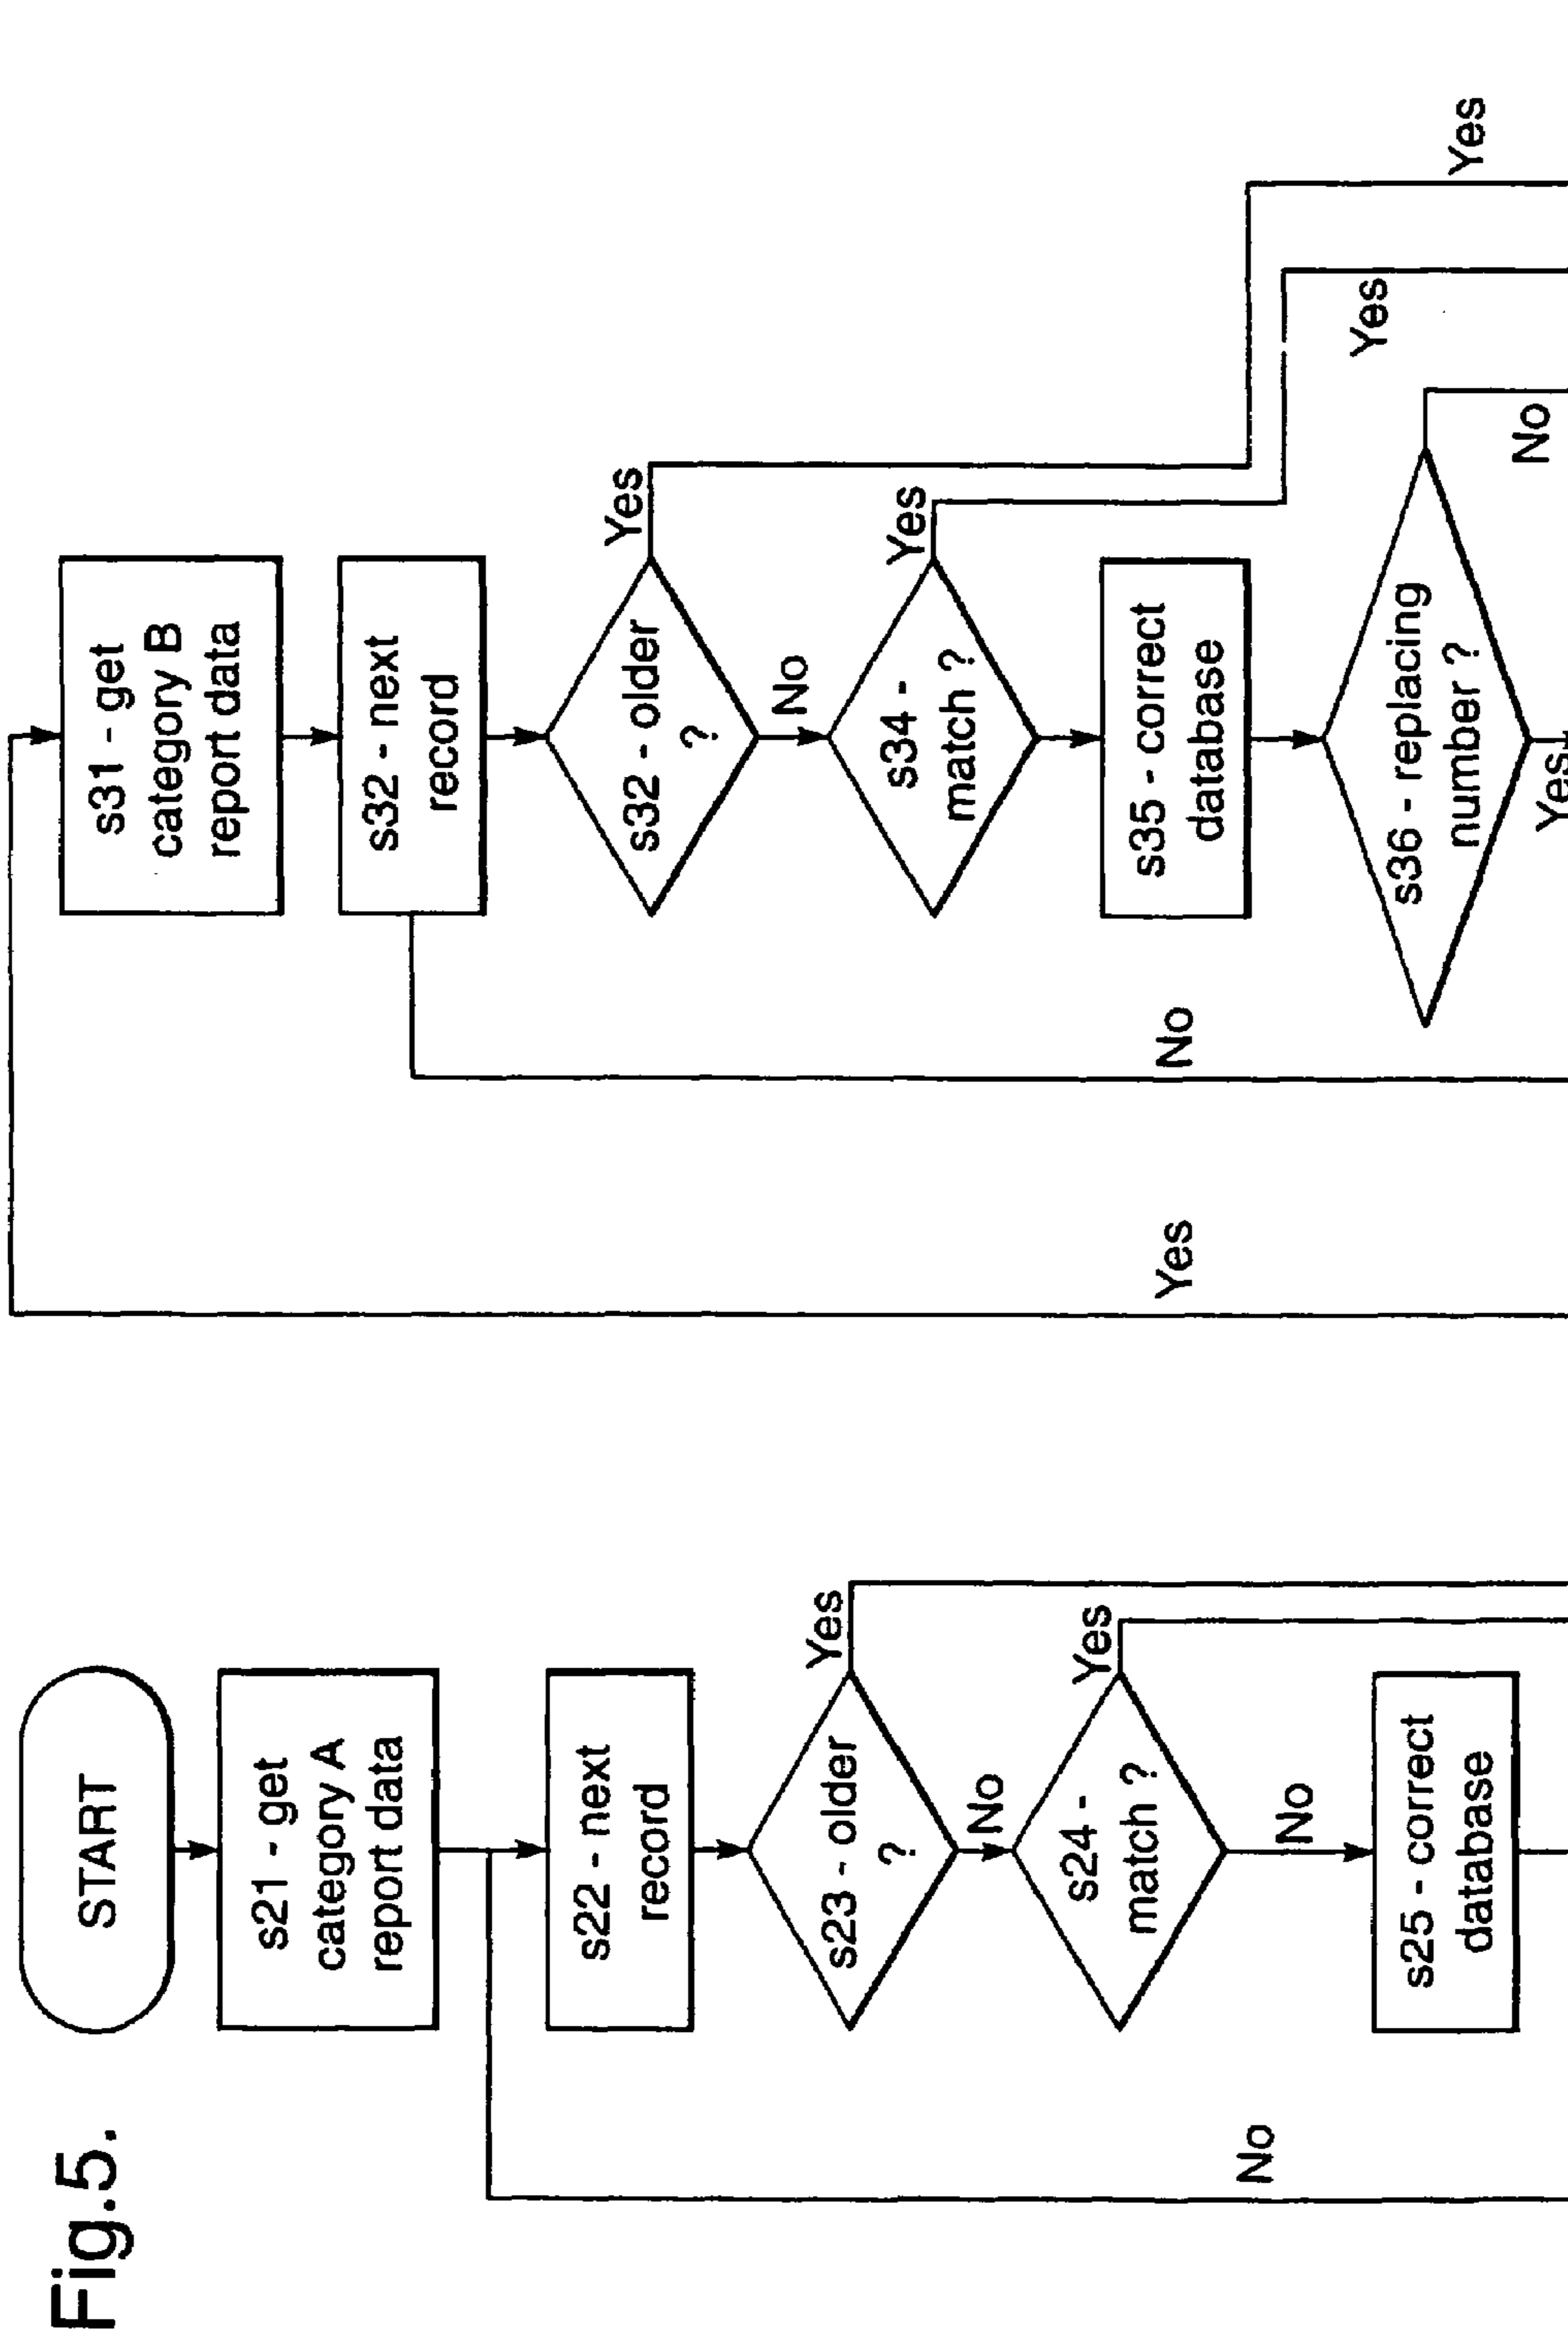 Fig.5.
START
s21 - get
category A
report data
s22 - next
record
s23 - older
?
Yes
No
s24 -
match ?
Yes
No
s25 - correct
database
No
Yes
s31 - get
category B
report data
s32 - next
record
s32 - older
?
Yes
No
s34 -
match ?
Yes
s35 - correct
database
s36 - replacing
number ?
No
Yes
No
Yes
Yes